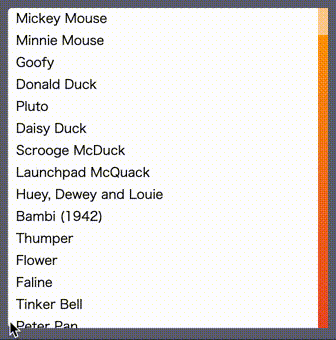 Mickey Mouse
Minnie Mouse
Goofy
Donald Duck
Pluto
Daisy Duck
Scrooge McDuck
Launchpad McQuack
Huey, Dewey and Louie
Bambi (1942)
Thumper
Flower
Faline
Tinker Bell
Peter Pan